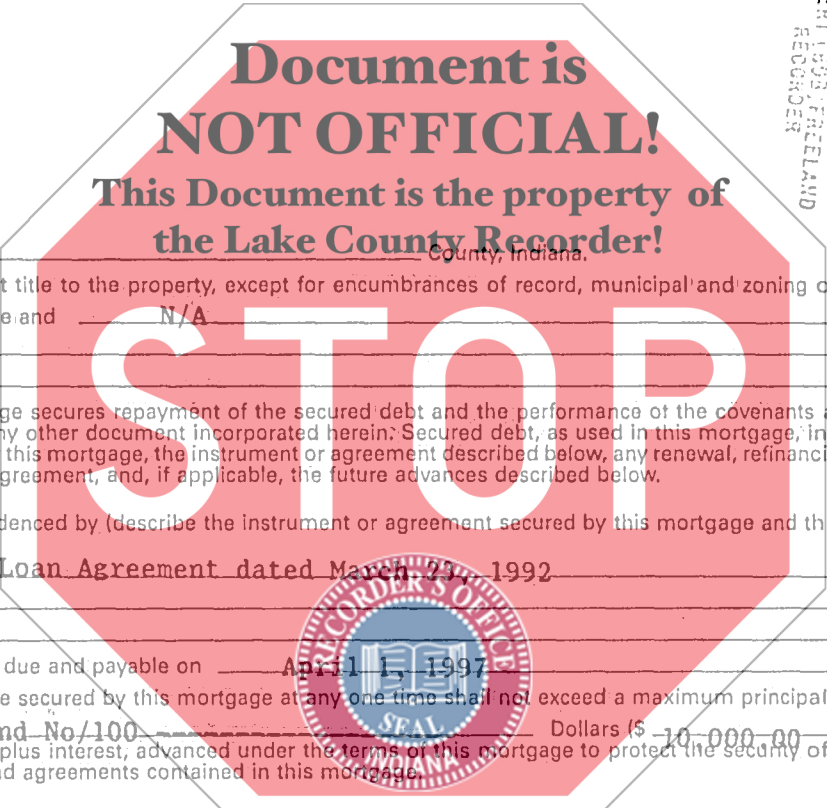 Document is
NOT OFFICIAL!
This Document is the property of
the Lake County Recorder!
FREELAND
RECORDER
County, Indiana.
t title to the property, except for encumbrances of record, municipal and zoning o
e and N/A
STOP
ge secures repayment of the secured debt and the performance of the covenants a
ny other document incorporated herein. Secured debt, as used in this mortgage, in
this mortgage, the instrument or agreement described below, any renewal, refinanci
greement, and, if applicable, the future advances described below.
denced by (describe the instrument or agreement secured by this mortgage and th
Loan Agreement dated March 23, 1992
due and payable on April 1, 1997
e secured by this mortgage at any one time shall not exceed a maximum principal
nd No/100 Dollars ($ 10,000.00
plus interest, advanced under the terms of this mortgage to protect the security of
d agreements contained in this mortgage.
RECORDER'S OFFICE
SEAL
INDIANA